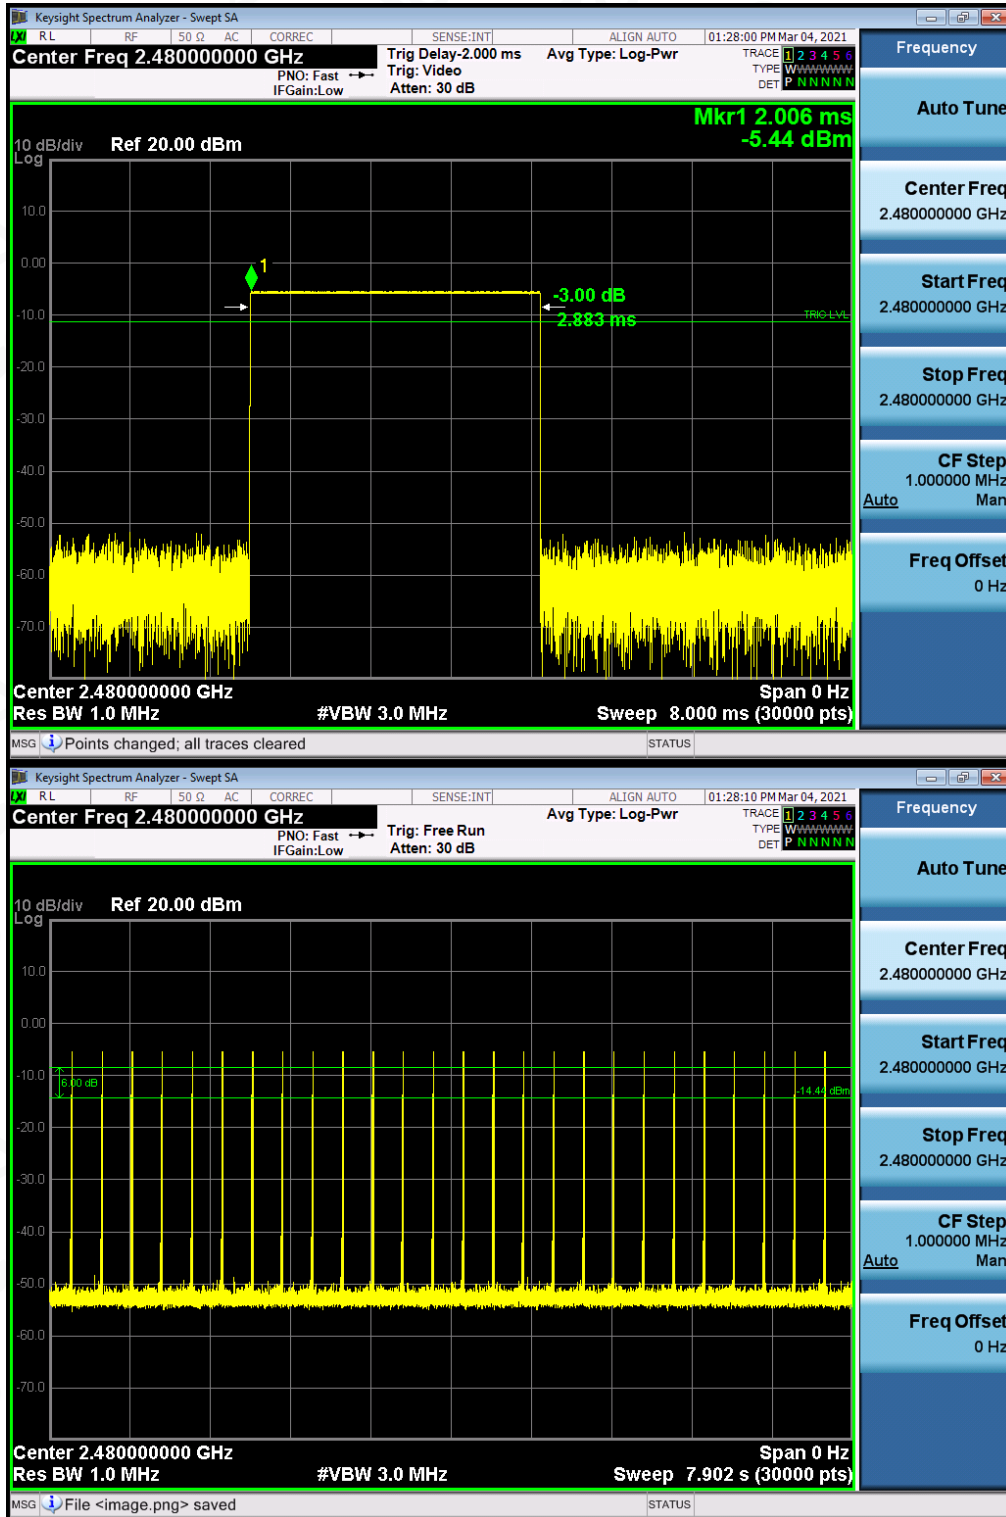 Keysight Spectrum Analyzer - Swept SA
LXI RL RF 50 Ω AC CORREC SENSE:INT ALIGN AUTO 01:28:00 PM Mar 04, 2021
Center Freq 2.480000000 GHz
PNO: Fast
IFGain:Low
Trig Delay-2.000 ms
Trig: Video
Atten: 30 dB
Avg Type: Log-Pwr
TRACE 1 2 3 4 5 6
TYPE WWWWWW
DET P N N N N N
Mkr1 2.006 ms
-5.44 dBm
10 dB/div Ref 20.00 dBm
Log
10.0
0.00
1
-3.00 dB
-10.0
2.883 ms
TRIG LVL
-20.0
-30.0
-40.0
-50.0
-60.0
-70.0
Center 2.480000000 GHz Span 0 Hz
Res BW 1.0 MHz #VBW 3.0 MHz Sweep 8.000 ms (30000 pts)
MSG Points changed; all traces cleared STATUS
Frequency
Auto Tune
Center Freq
2.480000000 GHz
Start Freq
2.480000000 GHz
Stop Freq
2.480000000 GHz
CF Step
1.000000 MHz
Auto Man
Freq Offset
0 Hz
Keysight Spectrum Analyzer - Swept SA
LXI RL RF 50 Ω AC CORREC SENSE:INT ALIGN AUTO 01:28:10 PM Mar 04, 2021
Center Freq 2.480000000 GHz
PNO: Fast
IFGain:Low
Trig: Free Run
Atten: 30 dB
Avg Type: Log-Pwr
TRACE 1 2 3 4 5 6
TYPE WWWWWW
DET P N N N N N
10 dB/div Ref 20.00 dBm
Log
10.0
0.00
-10.0
6.00 dB
-14.44 dBm
-20.0
-30.0
-40.0
-50.0
-60.0
-70.0
Center 2.480000000 GHz Span 0 Hz
Res BW 1.0 MHz #VBW 3.0 MHz Sweep 7.902 s (30000 pts)
MSG File <image.png> saved STATUS
Frequency
Auto Tune
Center Freq
2.480000000 GHz
Start Freq
2.480000000 GHz
Stop Freq
2.480000000 GHz
CF Step
1.000000 MHz
Auto Man
Freq Offset
0 Hz